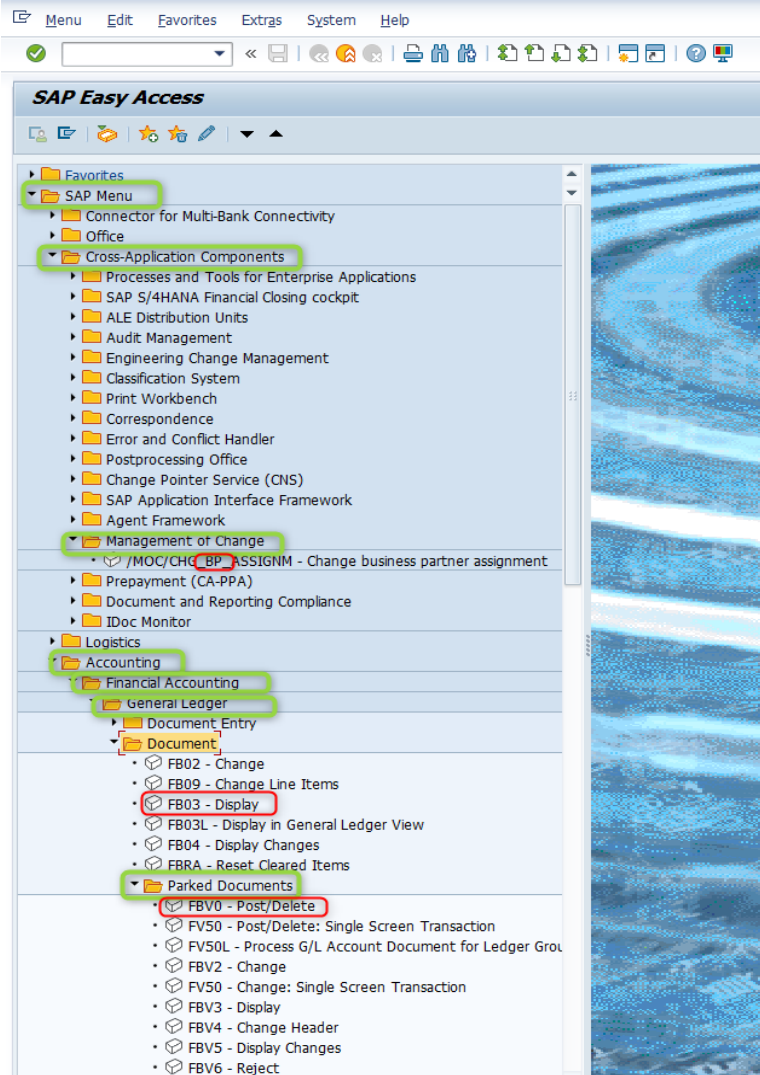 Menu Edit Favorites Extras System Help
SAP Easy Access
Favorites
SAP Menu
Connector for Multi-Bank Connectivity
Office
Cross-Application Components
Processes and Tools for Enterprise Applications
SAP S/4HANA Financial Closing cockpit
ALE Distribution Units
Audit Management
Engineering Change Management
Classification System
Print Workbench
Correspondence
Error and Conflict Handler
Postprocessing Office
Change Pointer Service (CNS)
SAP Application Interface Framework
Agent Framework
Management of Change
/MOC/CHG_BP_ASSIGNM - Change business partner assignment
Prepayment (CA-PPA)
Document and Reporting Compliance
IDoc Monitor
Logistics
Accounting
Financial Accounting
General Ledger
Document Entry
Document
FB02 - Change
FB09 - Change Line Items
FB03 - Display
FB03L - Display in General Ledger View
FB04 - Display Changes
FBRA - Reset Cleared Items
Parked Documents
FBV0 - Post/Delete
FV50 - Post/Delete: Single Screen Transaction
FV50L - Process G/L Account Document for Ledger Grou
FBV2 - Change
FV50 - Change: Single Screen Transaction
FBV3 - Display
FBV4 - Change Header
FBV5 - Display Changes
FBV6 - Reject